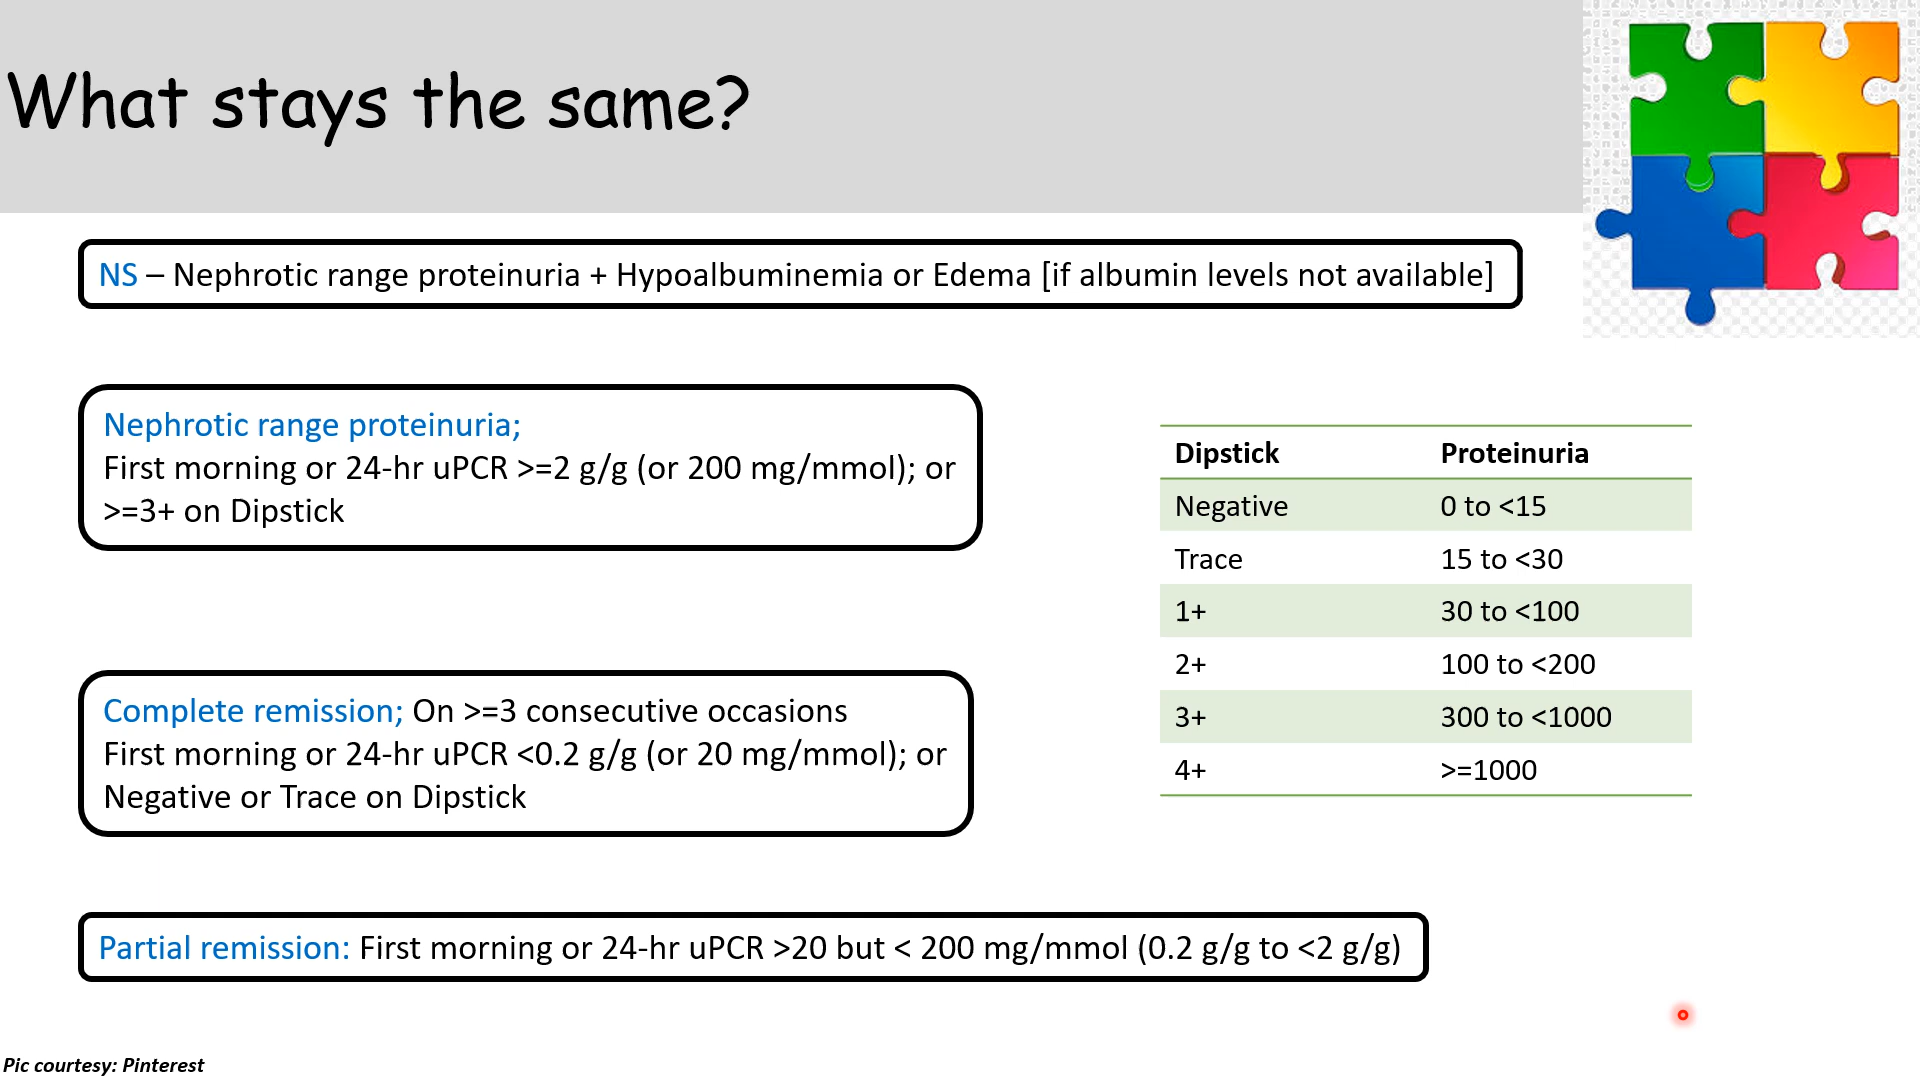 What stays the same?
NS – Nephrotic range proteinuria + Hypoalbuminemia or Edema [if albumin levels not available]
Nephrotic range proteinuria;
First morning or 24-hr uPCR >=2 g/g (or 200 mg/mmol); or
>=3+ on Dipstick
Complete remission; On >=3 consecutive occasions
First morning or 24-hr uPCR <0.2 g/g (or 20 mg/mmol); or
Negative or Trace on Dipstick
Partial remission: First morning or 24-hr uPCR >20 but < 200 mg/mmol (0.2 g/g to <2 g/g)
Dipstick Proteinuria
Negative 0 to <15
Trace 15 to <30
1+ 30 to <100
2+ 100 to <200
3+ 300 to <1000
4+ >=1000
Pic courtesy: Pinterest